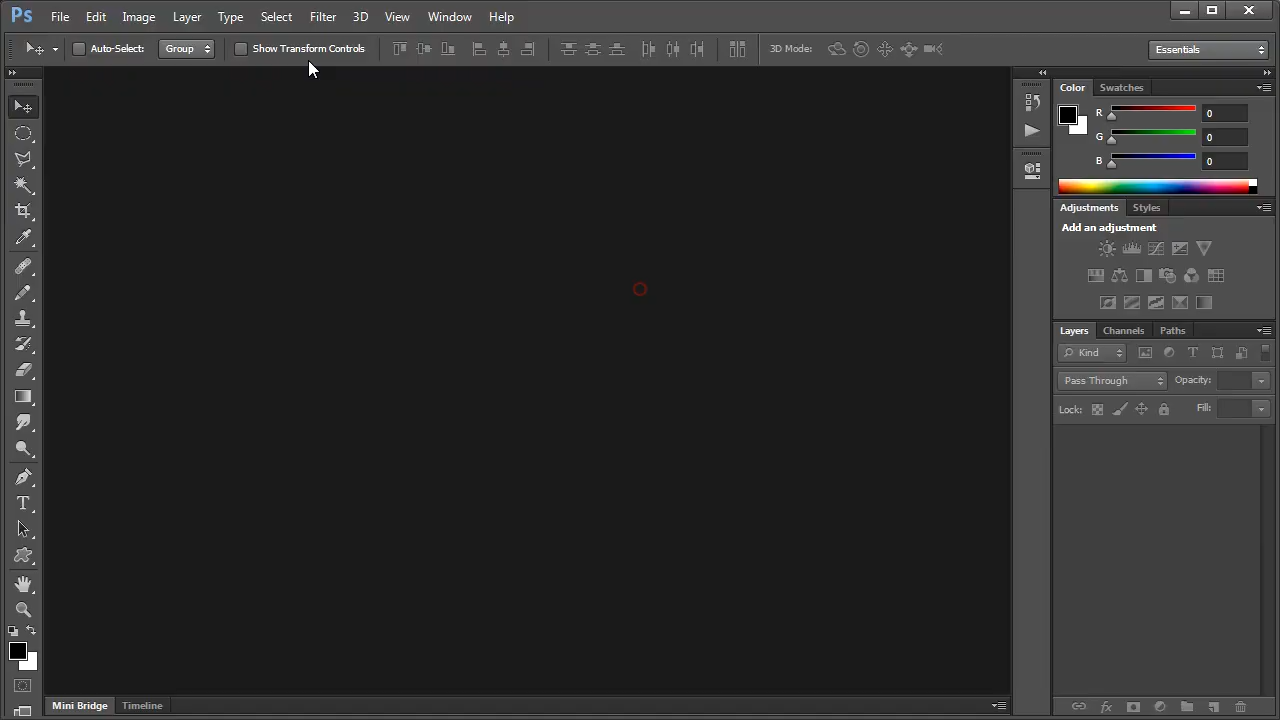 Ps File Edit Image Layer Type Select Filter 3D View Window Help
Auto-Select: Group Show Transform Controls 3D Mode: Essentials
Color Swatches
R 0
G 0
B 0
Adjustments Styles
Add an adjustment
Layers Channels Paths
Kind
Pass Through Opacity:
Lock: Fill:
Mini Bridge Timeline